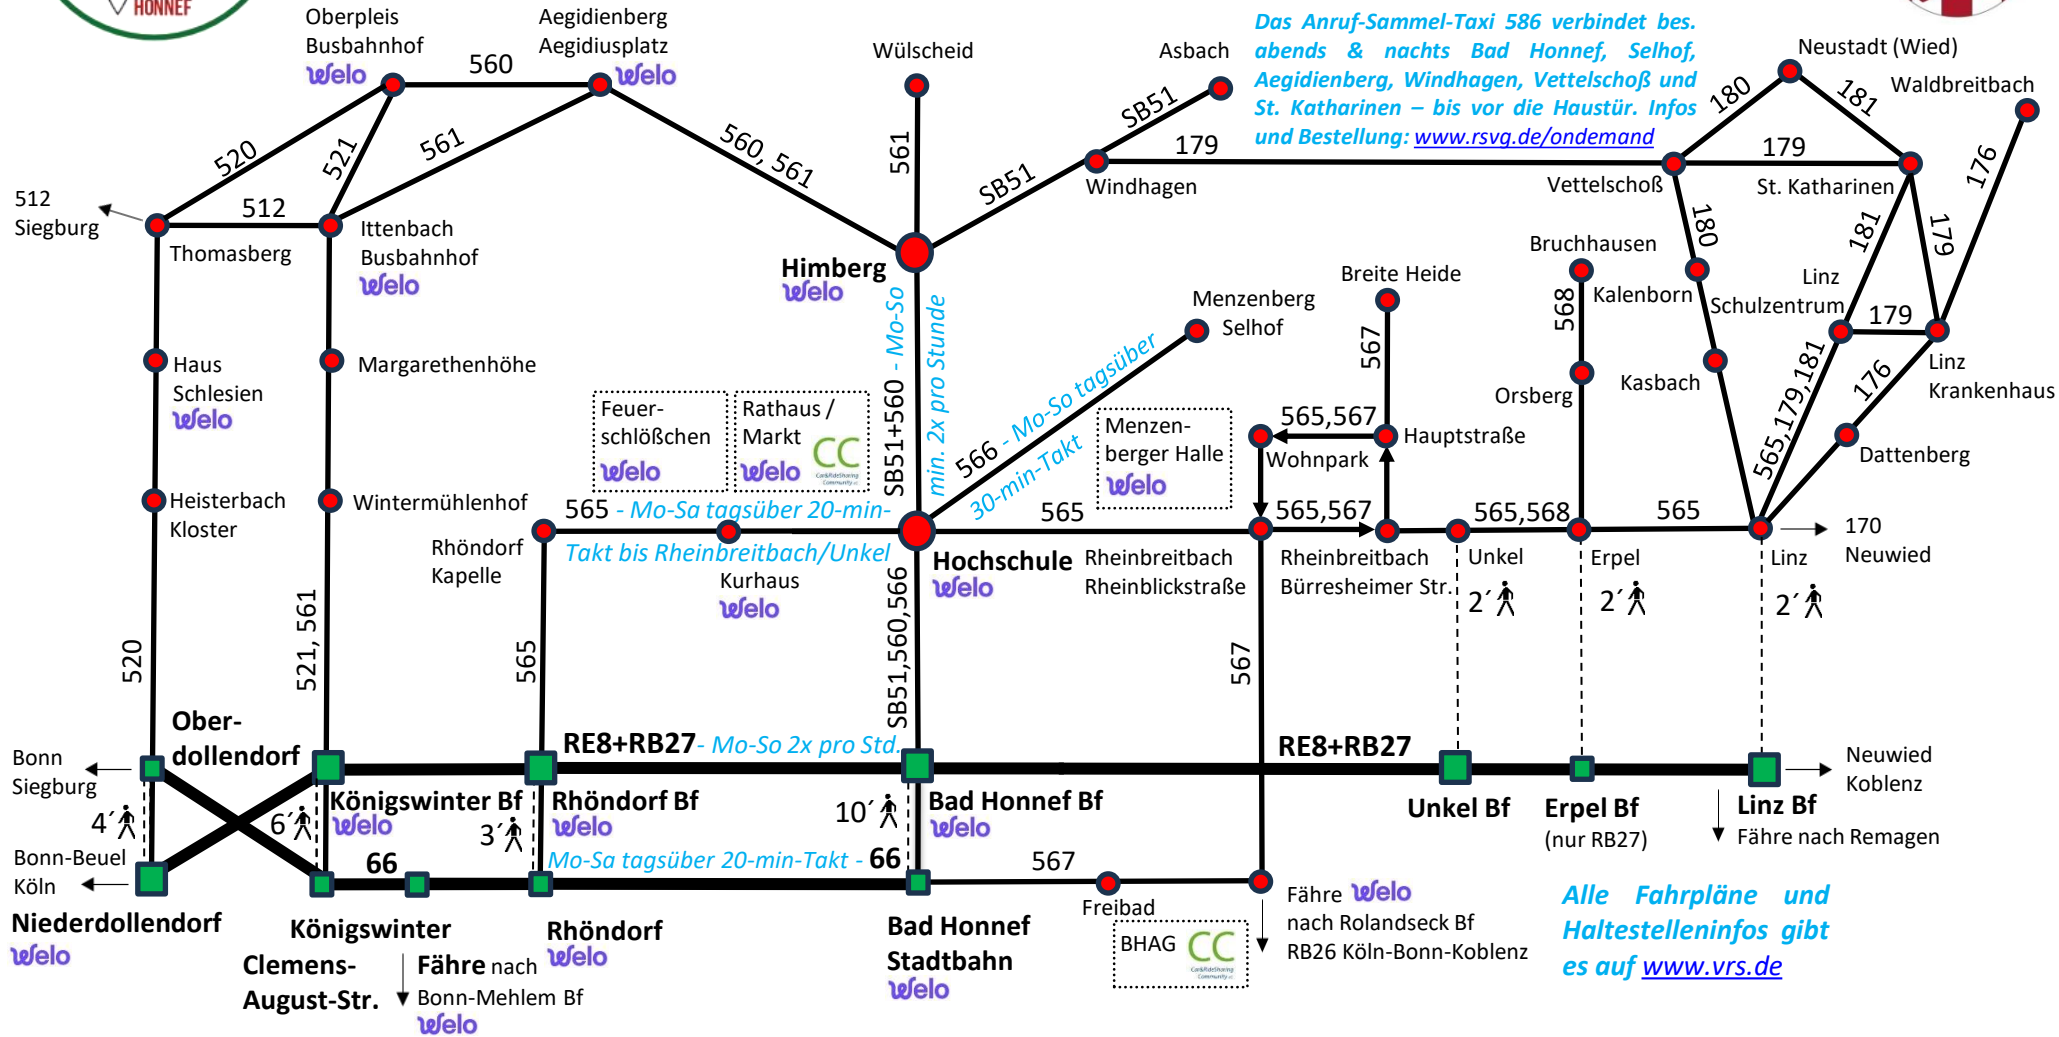 HONNEF
Oberpleis
Busbahnhof
Welo
560
Aegidienberg
Aegidiusplatz
Welo
Wülscheid
Asbach
Das Anruf-Sammel-Taxi 586 verbindet bes.
abends & nachts Bad Honnef, Selhof,
Aegidienberg, Windhagen, Vettelschoß und
St. Katharinen – bis vor die Haustür. Infos
und Bestellung: www.rsvg.de/ondemand
Neustadt (Wied)
Waldbreitbach
520
521
561
560, 561
561
SB51
SB51
179
Windhagen
180
181
179
176
Vettelschoß
St. Katharinen
512
Siegburg
512
Thomasberg
Ittenbach
Busbahnhof
Welo
Himberg
Welo
SB51+560 - Mo-So
min. 2x pro Stunde
Menzenberg
Selhof
566 - Mo-So tagsüber
30-min-Takt
Breite Heide
567
Bruchhausen
568
Kalenborn
180
181
179
Linz
Schulzentrum
179
Linz
Krankenhaus
Haus
Schlesien
Welo
Margarethenhöhe
Orsberg
Kasbach
565,179,181
176
Dattenberg
Feuer-
schlößchen
Welo
Rathaus /
Markt
Welo
CC
Car&RideSharing
Community eG
Menzen-
berger Halle
Welo
565,567
Hauptstraße
Wohnpark
Heisterbach
Kloster
Wintermühlenhof
565 - Mo-Sa tagsüber 20-min-
Takt bis Rheinbreitbach/Unkel
Rhöndorf
Kapelle
Kurhaus
Welo
Hochschule
Welo
565
Rheinbreitbach
Rheinblickstraße
565,567
Rheinbreitbach
Bürresheimer Str.
565,568
Unkel
2´
Erpel
2´
565
Linz
2´
170
Neuwied
520
521, 561
565
SB51,560,566
567
Ober-
dollendorf
RE8+RB27 - Mo-So 2x pro Std.
RE8+RB27
Bonn
Siegburg
Neuwied
Koblenz
Königswinter Bf
Welo
Rhöndorf Bf
Welo
Bad Honnef Bf
Welo
Unkel Bf
Erpel Bf
(nur RB27)
Linz Bf
Fähre nach Remagen
4´
6´
3´
10´
Bonn-Beuel
Köln
66
Mo-Sa tagsüber 20-min-Takt - 66
567
Freibad
Niederdollendorf
Welo
Königswinter
Clemens-
August-Str.
Fähre nach
Bonn-Mehlem Bf
Welo
Rhöndorf
Welo
Bad Honnef
Stadtbahn
Welo
BHAG
CC
Car&RideSharing
Community eG
Fähre Welo
nach Rolandseck Bf
RB26 Köln-Bonn-Koblenz
Alle Fahrpläne und
Haltestelleninfos gibt
es auf www.vrs.de